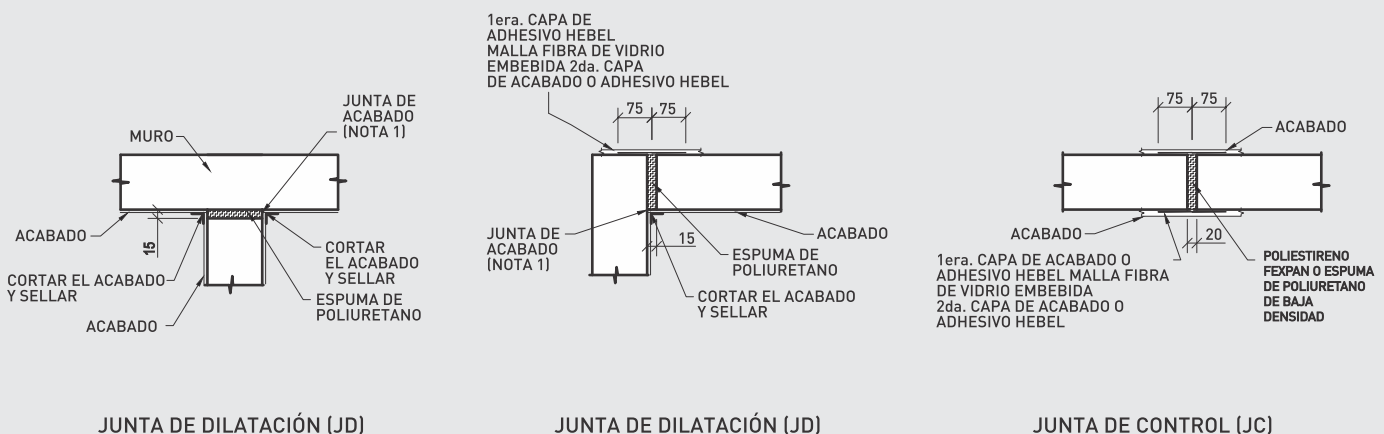 MURO
JUNTA DE
ACABADO
(NOTA 1)
ACABADO
15
CORTAR EL ACABADO
Y SELLAR
ACABADO
CORTAR
EL ACABADO
Y SELLAR
ESPUMA DE
POLIURETANO
JUNTA DE DILATACIÓN (JD)
1era. CAPA DE
ADHESIVO HEBEL
MALLA FIBRA DE VIDRIO
EMBEBIDA 2da. CAPA
DE ACABADO O ADHESIVO HEBEL
75 75
JUNTA DE
ACABADO
(NOTA 1)
15
ACABADO
ESPUMA DE
POLIURETANO
CORTAR EL ACABADO
Y SELLAR
JUNTA DE DILATACIÓN (JD)
75 75
ACABADO
ACABADO
20
1era. CAPA DE ACABADO O
ADHESIVO HEBEL MALLA FIBRA
DE VIDRIO EMBEBIDA
2da. CAPA DE ACABADO O
ADHESIVO HEBEL
POLIESTIRENO
FEXPAN O ESPUMA
DE POLIURETANO
DE BAJA
DENSIDAD
JUNTA DE CONTROL (JC)